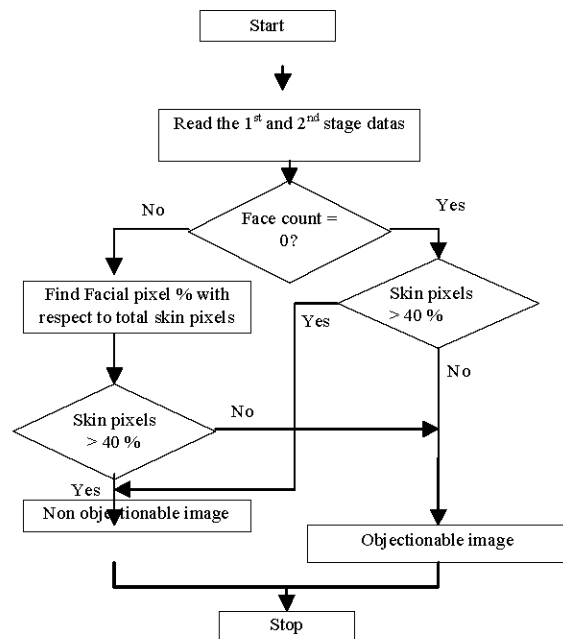 Start
Read the 1st and 2nd stage datas
No
Face count =
0?
Yes
Find Facial pixel % with
respect to total skin pixels
Skin pixels
> 40 %
Yes
No
Skin pixels
> 40 %
No
Yes
Non objectionable image
Objectionable image
Stop